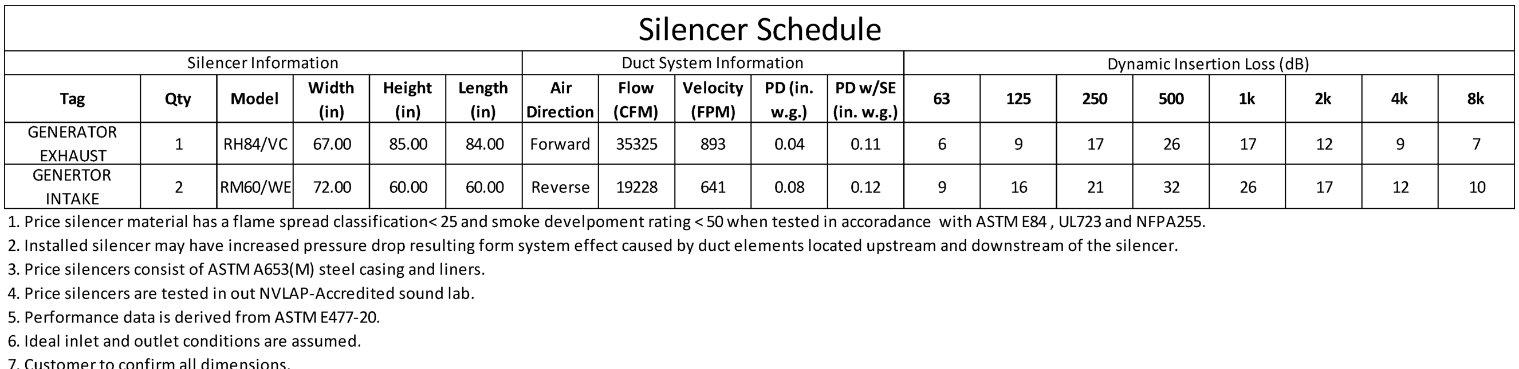 Silencer Schedule
Silencer Information Duct System Information Dynamic Insertion Loss (dB)
Tag Qty Model Width (in) Height (in) Length (in) Air Direction Flow (CFM) Velocity (FPM) PD (in. w.g.) PD w/SE (in. w.g.) 63 125 250 500 1k 2k 4k 8k
GENERATOR EXHAUST 1 RH84/VC 67.00 85.00 84.00 Forward 35325 893 0.04 0.11 6 9 17 26 17 12 9 7
GENERTOR INTAKE 2 RM60/WE 72.00 60.00 60.00 Reverse 19228 641 0.08 0.12 9 16 21 32 26 17 12 10
1. Price silencer material has a flame spread classification< 25 and smoke develpoment rating < 50 when tested in accoradance with ASTM E84 , UL723 and NFPA255.
2. Installed silencer may have increased pressure drop resulting form system effect caused by duct elements located upstream and downstream of the silencer.
3. Price silencers consist of ASTM A653(M) steel casing and liners.
4. Price silencers are tested in out NVLAP-Accredited sound lab.
5. Performance data is derived from ASTM E477-20.
6. Ideal inlet and outlet conditions are assumed.
7. Customer to confirm all dimensions.